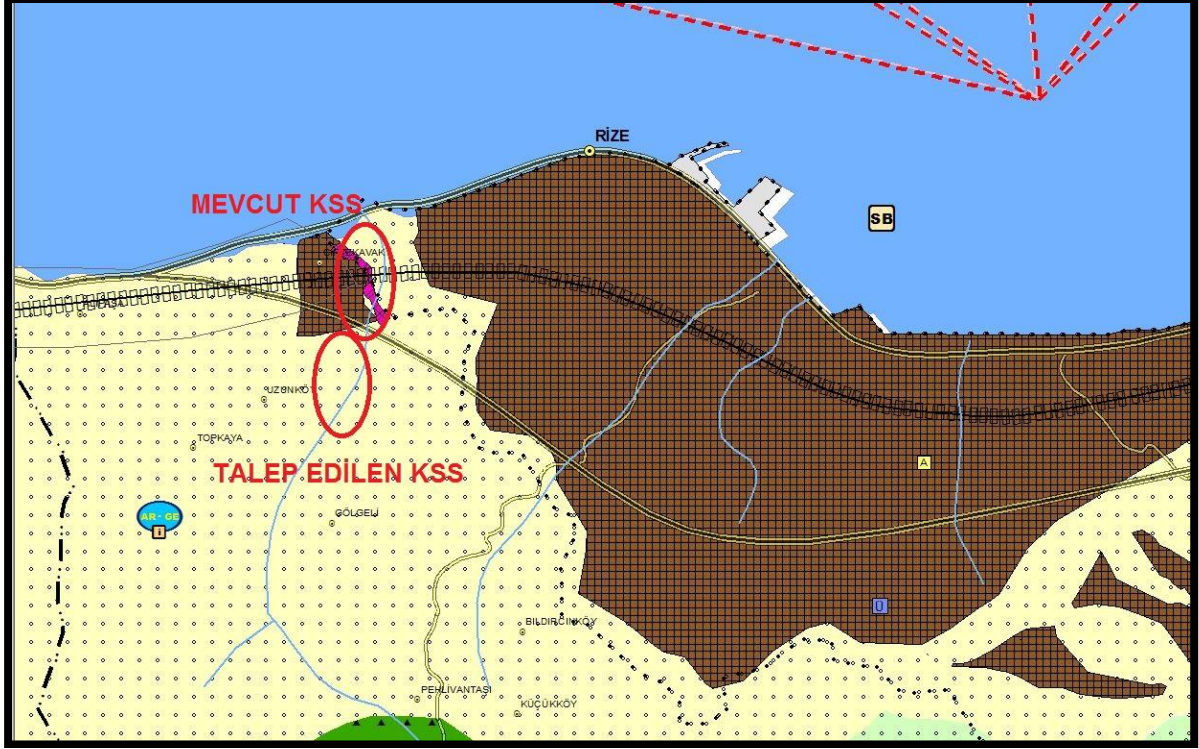 RİZE
MEVCUT KSS
SB
UZUNKÖY
TOPKAYA
TALEP EDİLEN KSS
A
AR-GE
i
GÖLGELİ
Ü
BILDIRCINKÖY
PEHLİVANTAŞI
KÜÇÜKKÖY